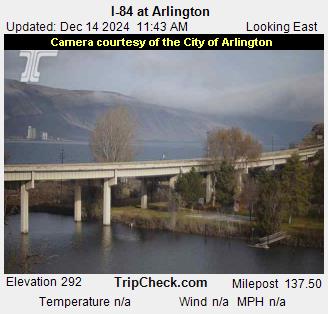 I-84 at Arlington
Updated: Dec 14 2024 11:43 AM Looking East
Camera courtesy of the City of Arlington
Elevation 292 TripCheck.com Milepost 137.50
Temperature n/a Wind n/a MPH n/a